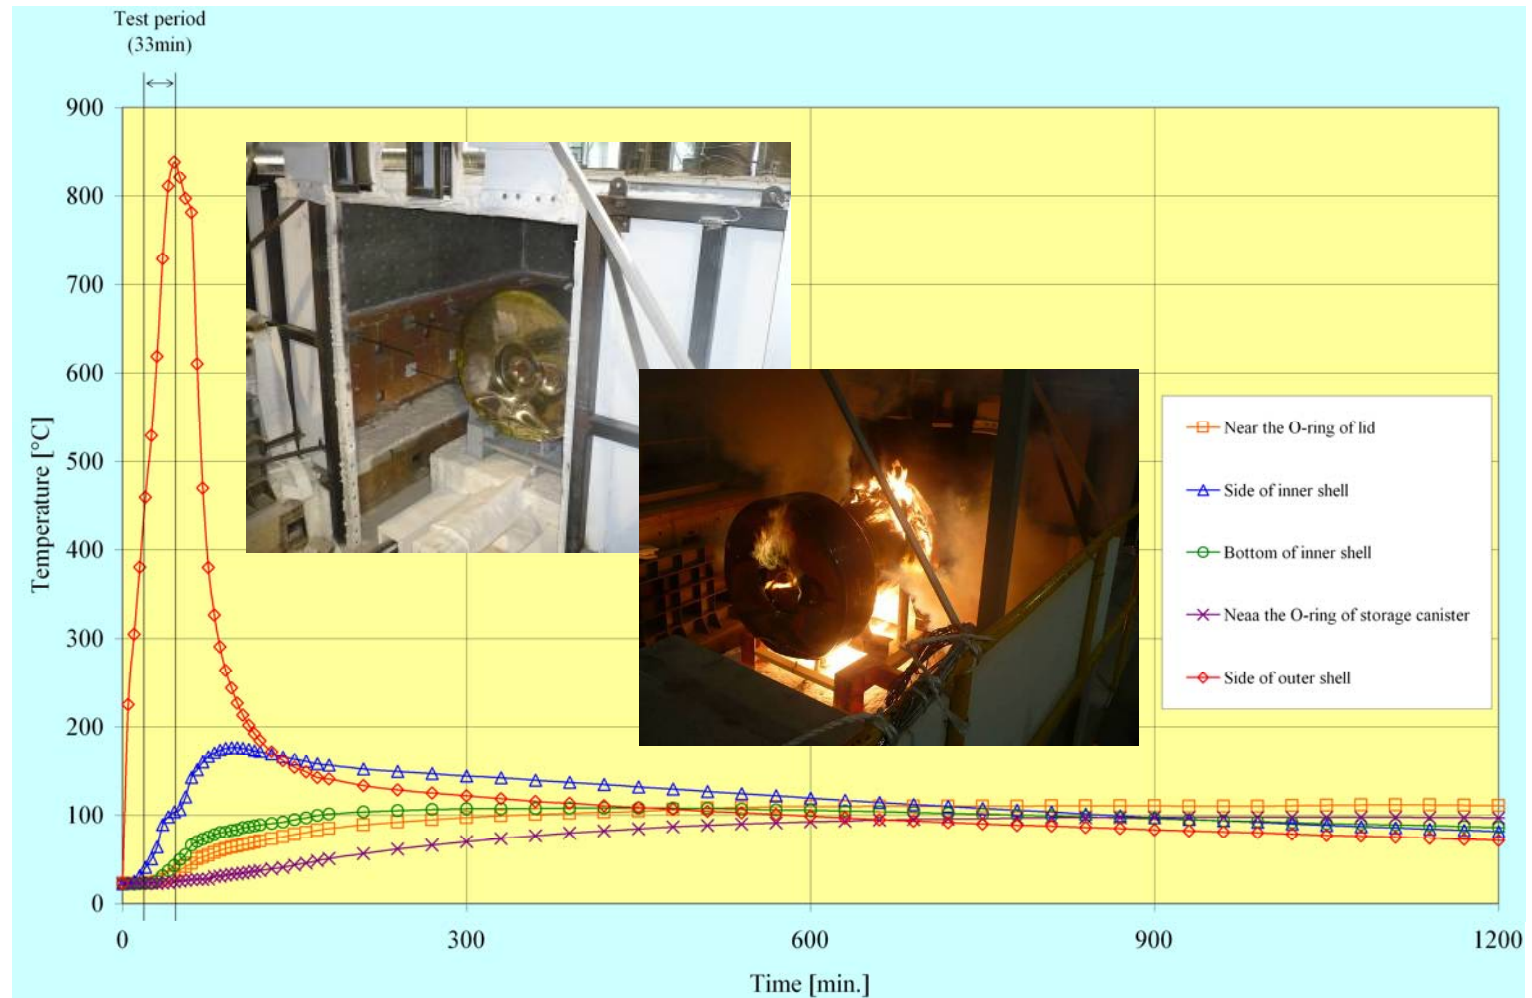 Test period
(33min)
900
800
700
600
500
400
300
200
100
0
Temperature [°C]
0
300
600
900
1200
Time [min.]
Near the O-ring of lid
Side of inner shell
Bottom of inner shell
Neaa the O-ring of storage canister
Side of outer shell